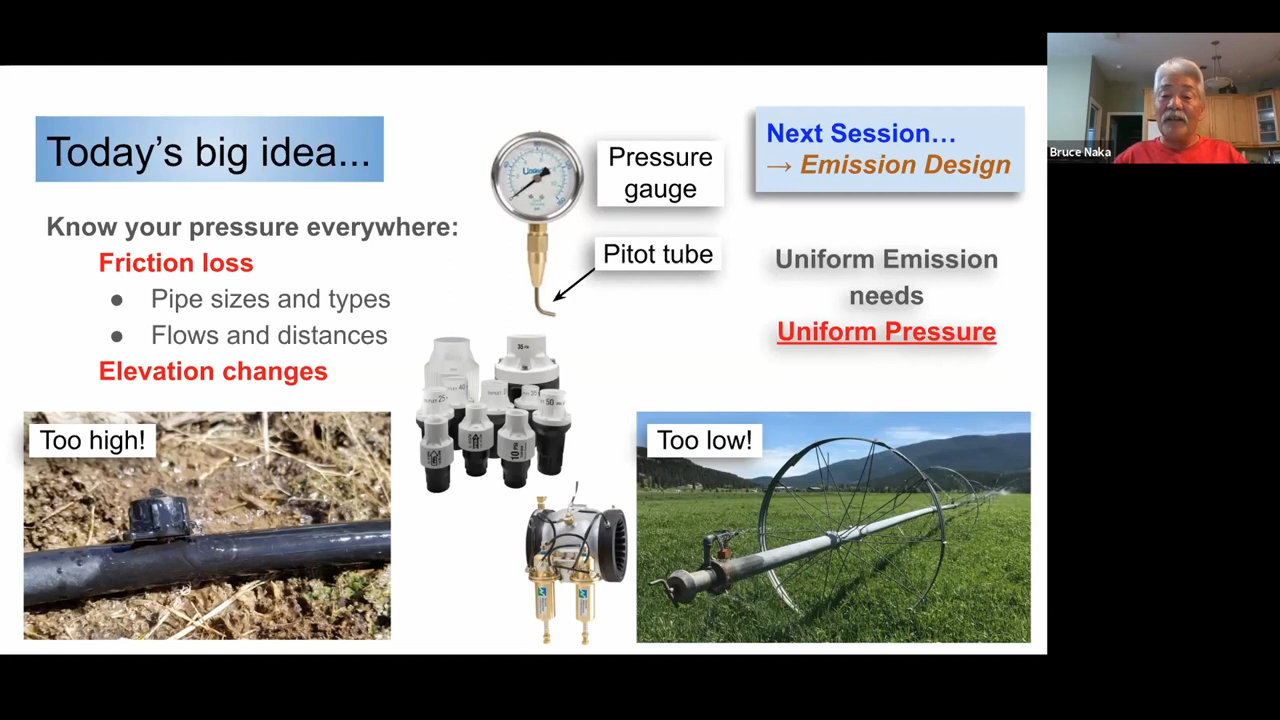 Today's big idea...
Know your pressure everywhere:
Friction loss
● Pipe sizes and types
● Flows and distances
Elevation changes
Pressure
gauge
Pitot tube
Next Session…
→ Emission Design
Uniform Emission
needs
Uniform Pressure
Too high!
Too low!
Bruce Naka